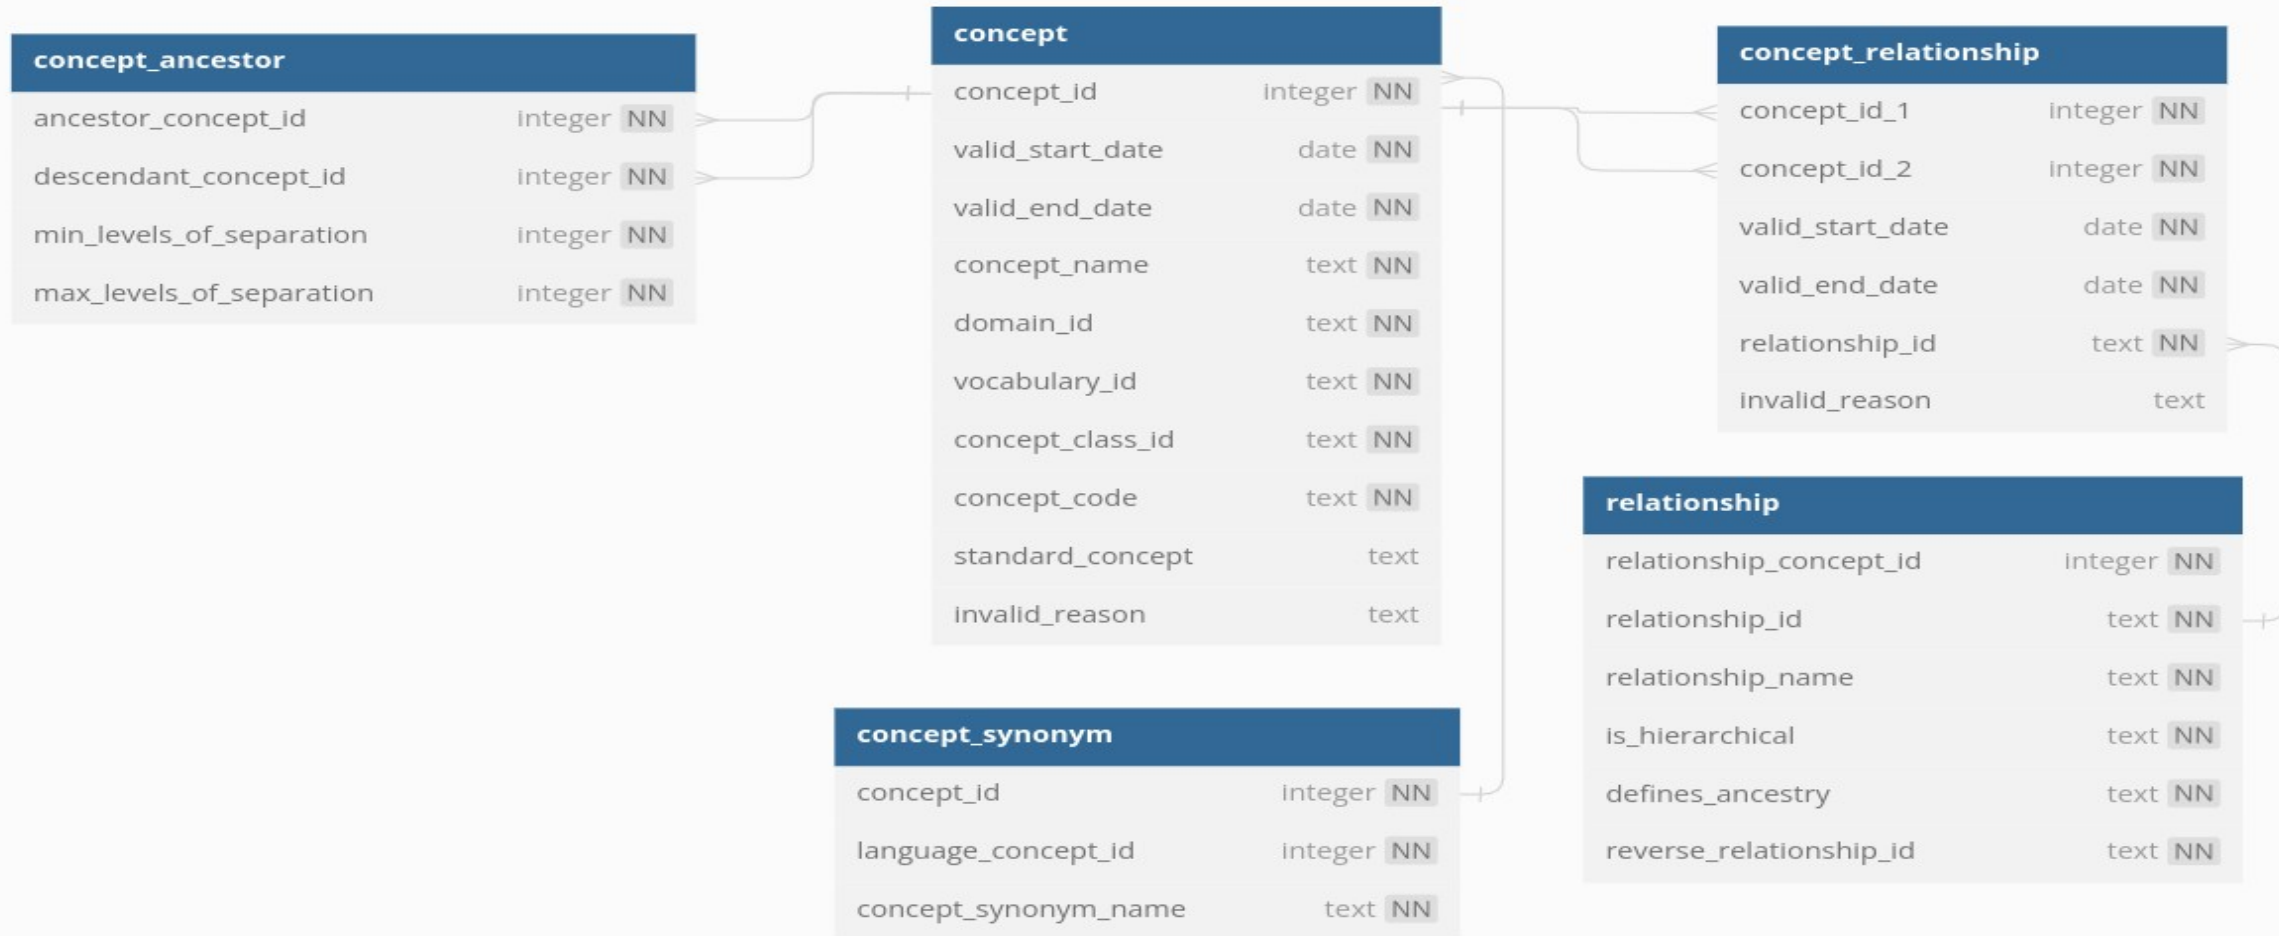 concept_ancestor
ancestor_concept_id integer NN
descendant_concept_id integer NN
min_levels_of_separation integer NN
max_levels_of_separation integer NN
concept
concept_id integer NN
valid_start_date date NN
valid_end_date date NN
concept_name text NN
domain_id text NN
vocabulary_id text NN
concept_class_id text NN
concept_code text NN
standard_concept text
invalid_reason text
concept_relationship
concept_id_1 integer NN
concept_id_2 integer NN
valid_start_date date NN
valid_end_date date NN
relationship_id text NN
invalid_reason text
relationship
relationship_concept_id integer NN
relationship_id text NN
relationship_name text NN
is_hierarchical text NN
defines_ancestry text NN
reverse_relationship_id text NN
concept_synonym
concept_id integer NN
language_concept_id integer NN
concept_synonym_name text NN